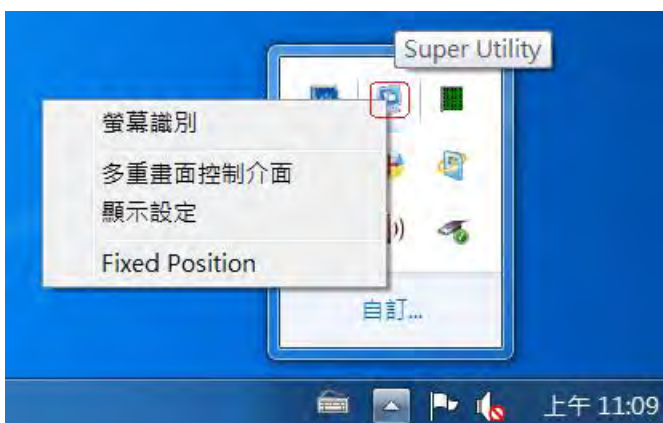 Super Utility
螢幕識別
多重畫面控制介面
顯示設定
Fixed Position
自訂...
上午 11:09